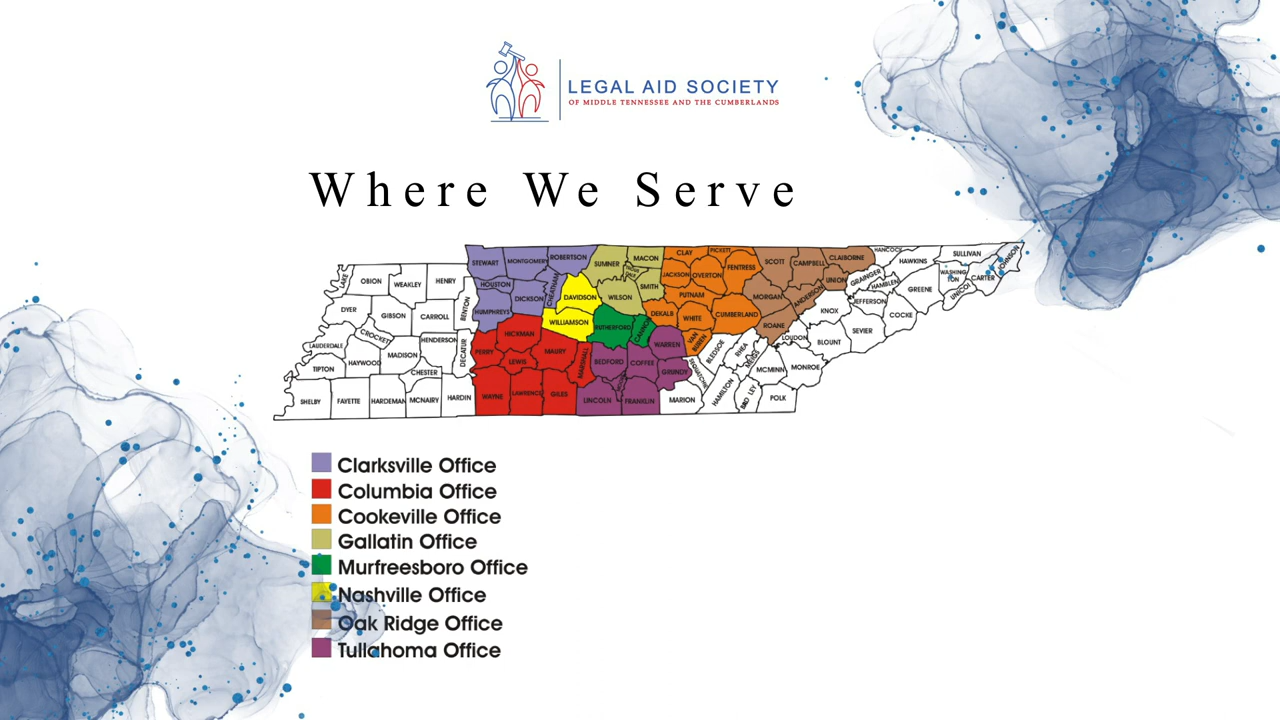 LEGAL AID SOCIETY
OF MIDDLE TENNESSEE AND THE CUMBERLANDS
Where We Serve
STEWART MONTGOMERY ROBERTSON SUMNER MACON CLAY PICKETT SCOTT CAMPBELL CLAIBORNE HANCOCK HAWKINS SULLIVAN JOHNSON
LAKE OBION WEAKLEY HENRY HOUSTON DICKSON CHEATHAM DAVIDSON WILSON SMITH JACKSON OVERTON FENTRESS MORGAN ANDERSON UNION GRAINGER HAMBLEN GREENE WASHING TON UNICOI CARTER
DYER GIBSON CARROLL BENTON HUMPHREYS WILLIAMSON RUTHERFORD CANNON DEKALB PUTNAM WHITE CUMBERLAND ROANE KNOX JEFFERSON COCKE
LAUDERDALE CROCKETT HENDERSON DECATUR PERRY HICKMAN MAURY MARSHALL BEDFORD COFFEE WARREN VAN BUREN BLEDSOE RHEA MEIGS LOUDON BLOUNT SEVIER
TIPTON HAYWOOD MADISON CHESTER LEWIS GRUNDY SEQUATCHIE MCMINN MONROE
SHELBY FAYETTE HARDEMAN MCNAIRY HARDIN WAYNE LAWRENCE GILES LINCOLN FRANKLIN MARION HAMILTON POLK
Clarksville Office
Columbia Office
Cookeville Office
Gallatin Office
Murfreesboro Office
Nashville Office
Oak Ridge Office
Tullahoma Office